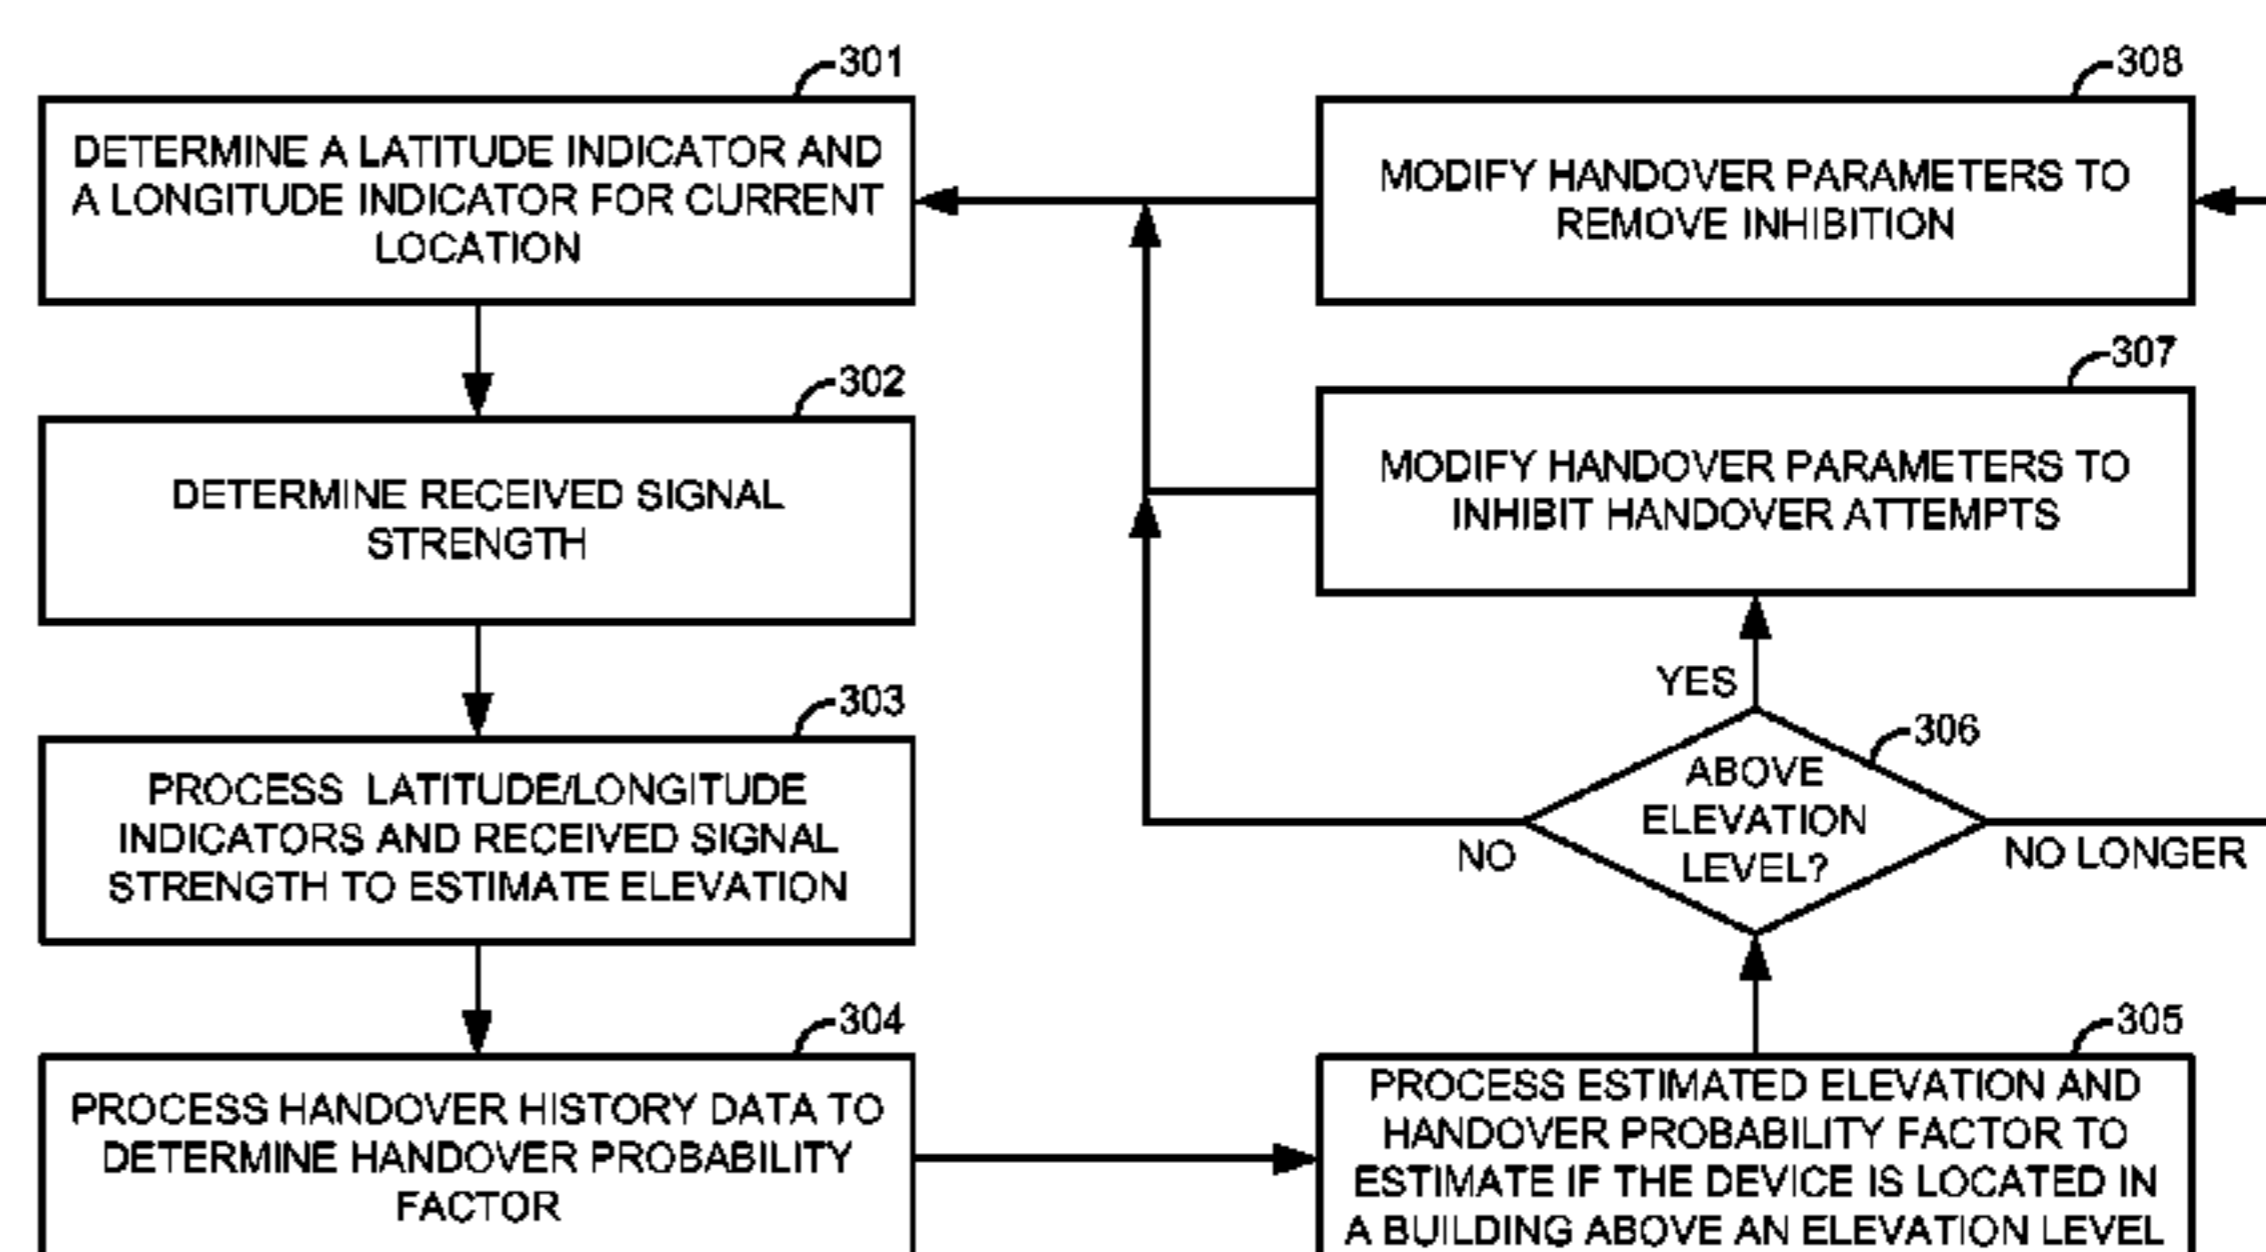 301
DETERMINE A LATITUDE INDICATOR AND
A LONGITUDE INDICATOR FOR CURRENT
LOCATION
302
DETERMINE RECEIVED SIGNAL
STRENGTH
303
PROCESS LATITUDE/LONGITUDE
INDICATORS AND RECEIVED SIGNAL
STRENGTH TO ESTIMATE ELEVATION
304
PROCESS HANDOVER HISTORY DATA TO
DETERMINE HANDOVER PROBABILITY
FACTOR
305
PROCESS ESTIMATED ELEVATION AND
HANDOVER PROBABILITY FACTOR TO
ESTIMATE IF THE DEVICE IS LOCATED IN
A BUILDING ABOVE AN ELEVATION LEVEL
306
ABOVE
ELEVATION
LEVEL?
YES
NO
NO LONGER
307
MODIFY HANDOVER PARAMETERS TO
INHIBIT HANDOVER ATTEMPTS
308
MODIFY HANDOVER PARAMETERS TO
REMOVE INHIBITION